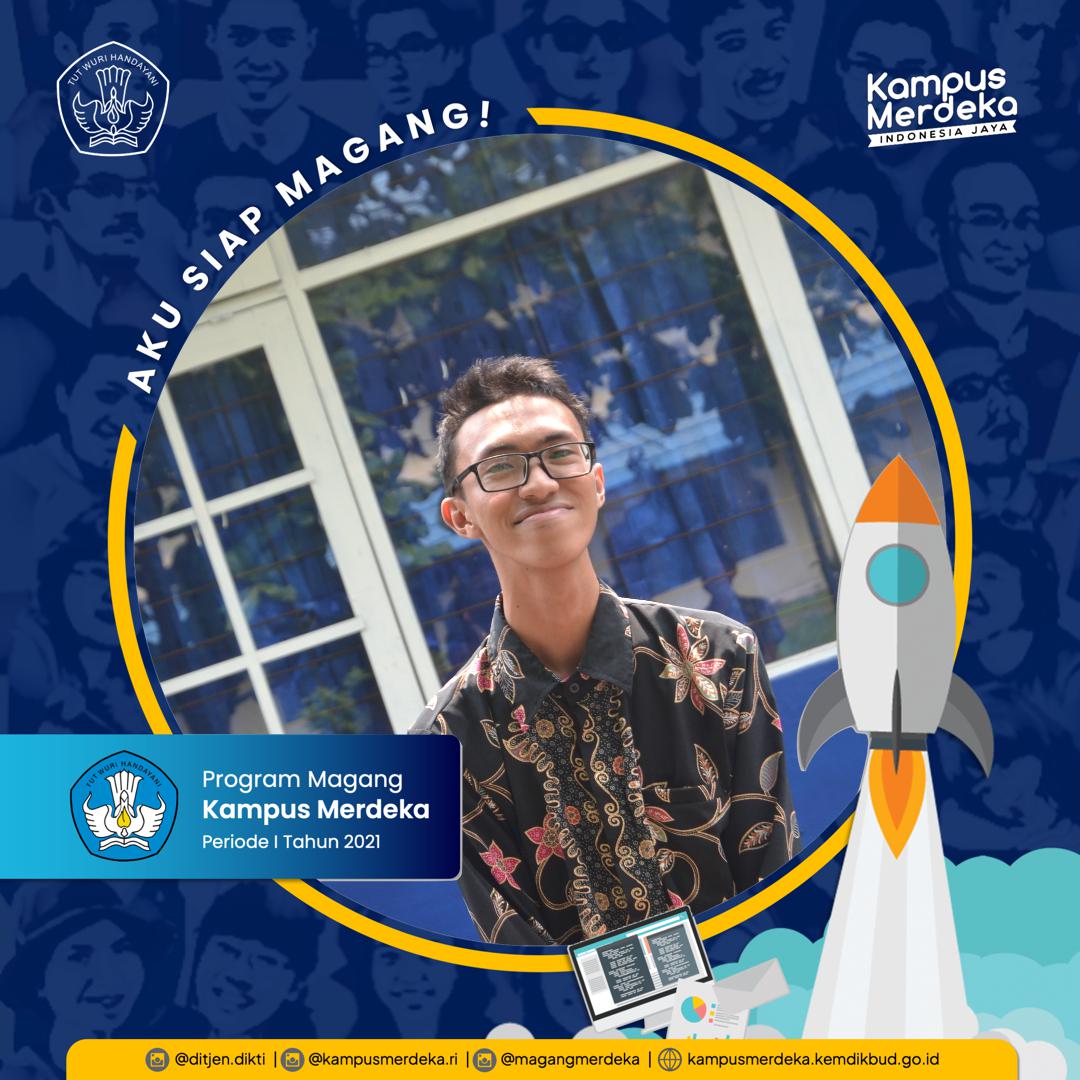 TUT WURI HANDAYANI
Kampus
Merdeka
INDONESIA JAYA
AKU SIAP MAGANG!
TUT WURI HANDAYANI
Program Magang
Kampus Merdeka
Periode I Tahun 2021
@ditjen.dikti | @kampusmerdeka.ri | @magangmerdeka | kampusmerdeka.kemdikbud.go.id